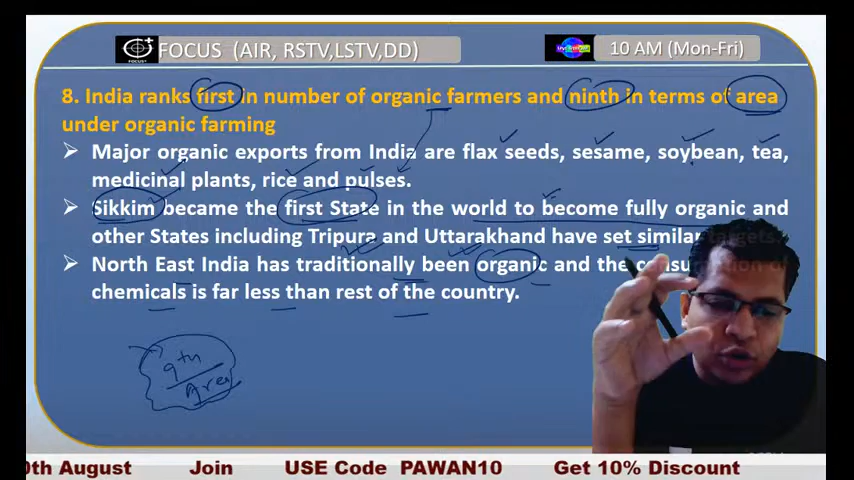 FOCUS (AIR, RSTV,LSTV,DD)
10 AM (Mon-Fri)
8. India ranks first in number of organic farmers and ninth in terms of area
under organic farming
➢ Major organic exports from India are flax seeds, sesame, soybean, tea,
medicinal plants, rice and pulses.
➢ Sikkim became the first State in the world to become fully organic and
other States including Tripura and Uttarakhand have set similar targets.
➢ North East India has traditionally been organic and the
chemicals is far less than rest of the country.
9th
Area
0th August Join USE Code PAWAN10 Get 10% Discount